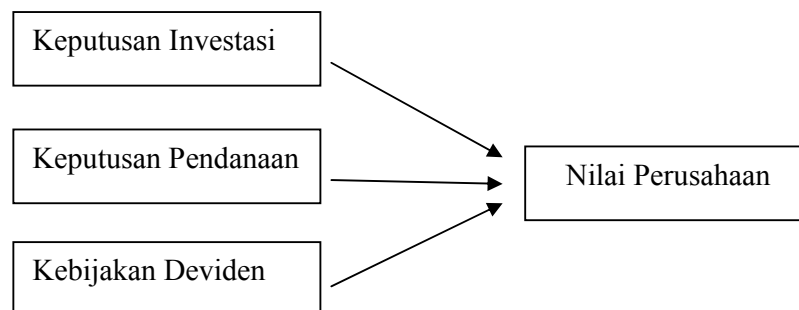 Keputusan Investasi
Keputusan Pendanaan
Nilai Perusahaan
Kebijakan Deviden